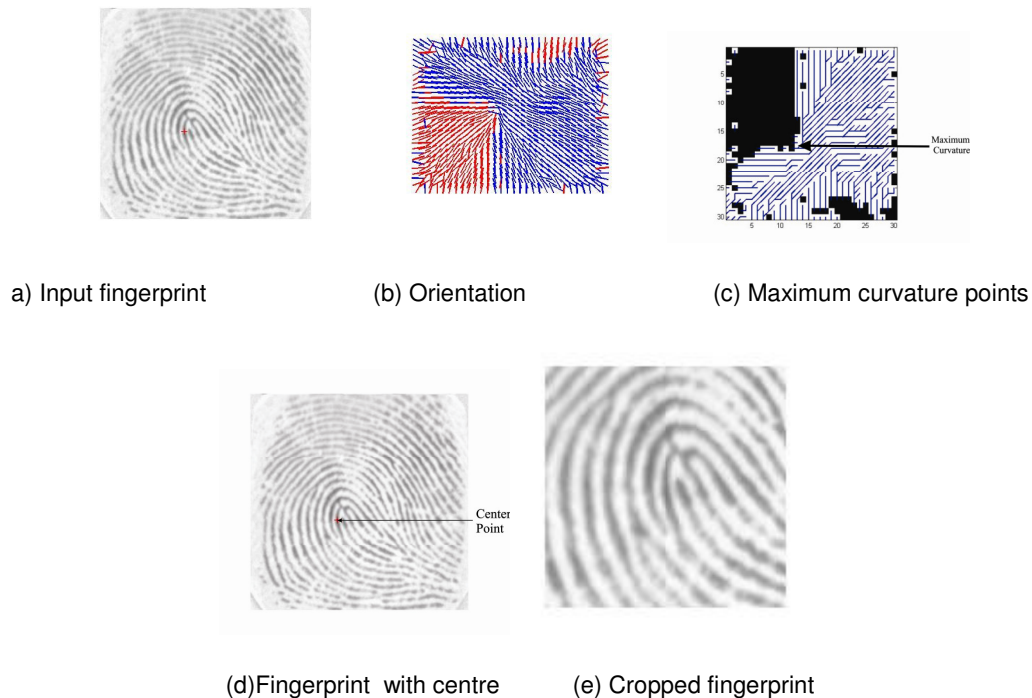 5
10
15
20
25
30
5 10 15 20 25 30
Maximum
Curvature
a) Input fingerprint (b) Orientation (c) Maximum curvature points
Center
Point
(d)Fingerprint with centre (e) Cropped fingerprint